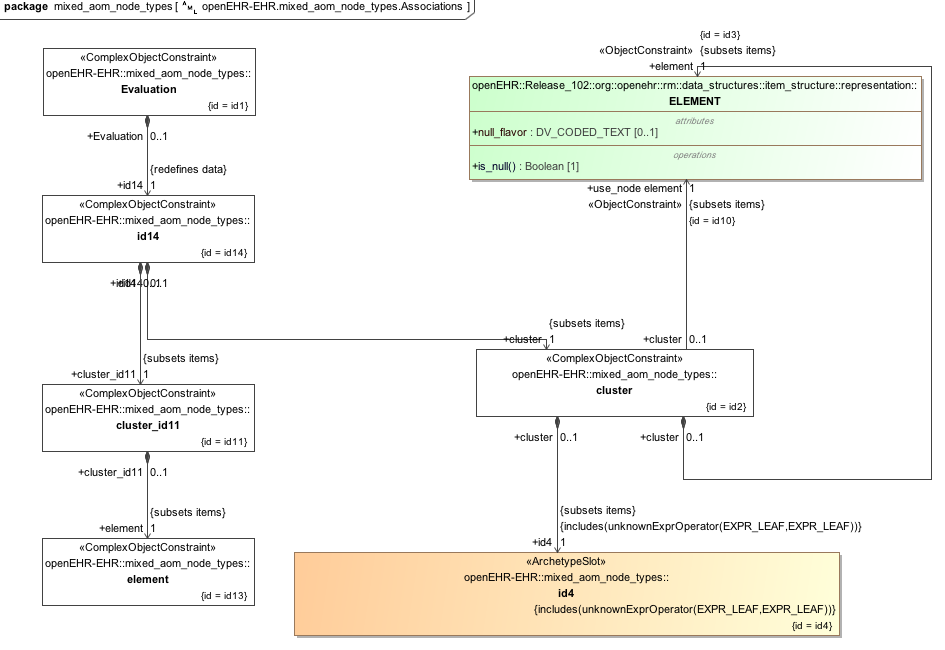 package mixed_aom_node_types [ AML openEHR-EHR.mixed_aom_node_types.Associations ]
«ComplexObjectConstraint»
openEHR-EHR::mixed_aom_node_types::
Evaluation
{id = id1}
+Evaluation 0..1
{redefines data}
+id14 1
«ComplexObjectConstraint»
openEHR-EHR::mixed_aom_node_types::
id14
{id = id14}
{subsets items}
+cluster_id11 1
«ComplexObjectConstraint»
openEHR-EHR::mixed_aom_node_types::
cluster_id11
{id = id11}
+cluster_id11 0..1
{subsets items}
+element 1
«ComplexObjectConstraint»
openEHR-EHR::mixed_aom_node_types::
element
{id = id13}
{id = id3}
«ObjectConstraint» {subsets items}
+element 1
openEHR::Release_102::org::openehr::rm::data_structures::item_structure::representation::
ELEMENT
attributes
+null_flavor : DV_CODED_TEXT [0..1]
operations
+is_null() : Boolean [1]
+use_node element 1
«ObjectConstraint» {subsets items}
{id = id10}
{subsets items}
+cluster 1
+cluster 0..1
«ComplexObjectConstraint»
openEHR-EHR::mixed_aom_node_types::
cluster
{id = id2}
+cluster 0..1
+cluster 0..1
{subsets items}
{includes(unknownExprOperator(EXPR_LEAF,EXPR_LEAF))}
+id4 1
«ArchetypeSlot»
openEHR-EHR::mixed_aom_node_types::
id4
{includes(unknownExprOperator(EXPR_LEAF,EXPR_LEAF))}
{id = id4}